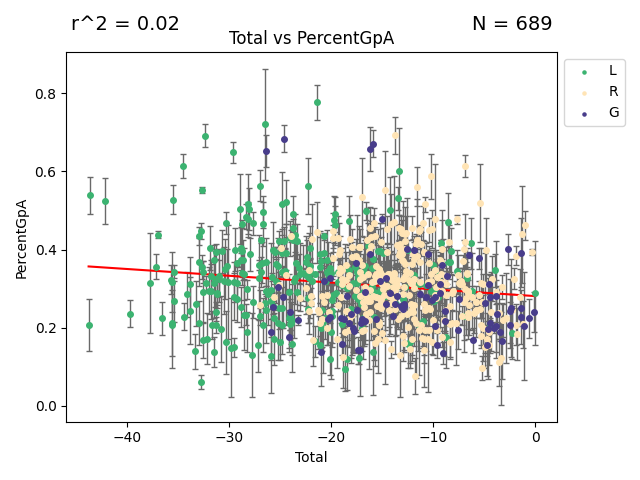 r^2 = 0.02
N = 689
Total vs PercentGpA
L
R
G
PercentGpA
0.8
0.6
0.4
0.2
0.0
−40
−30
−20
−10
0
Total